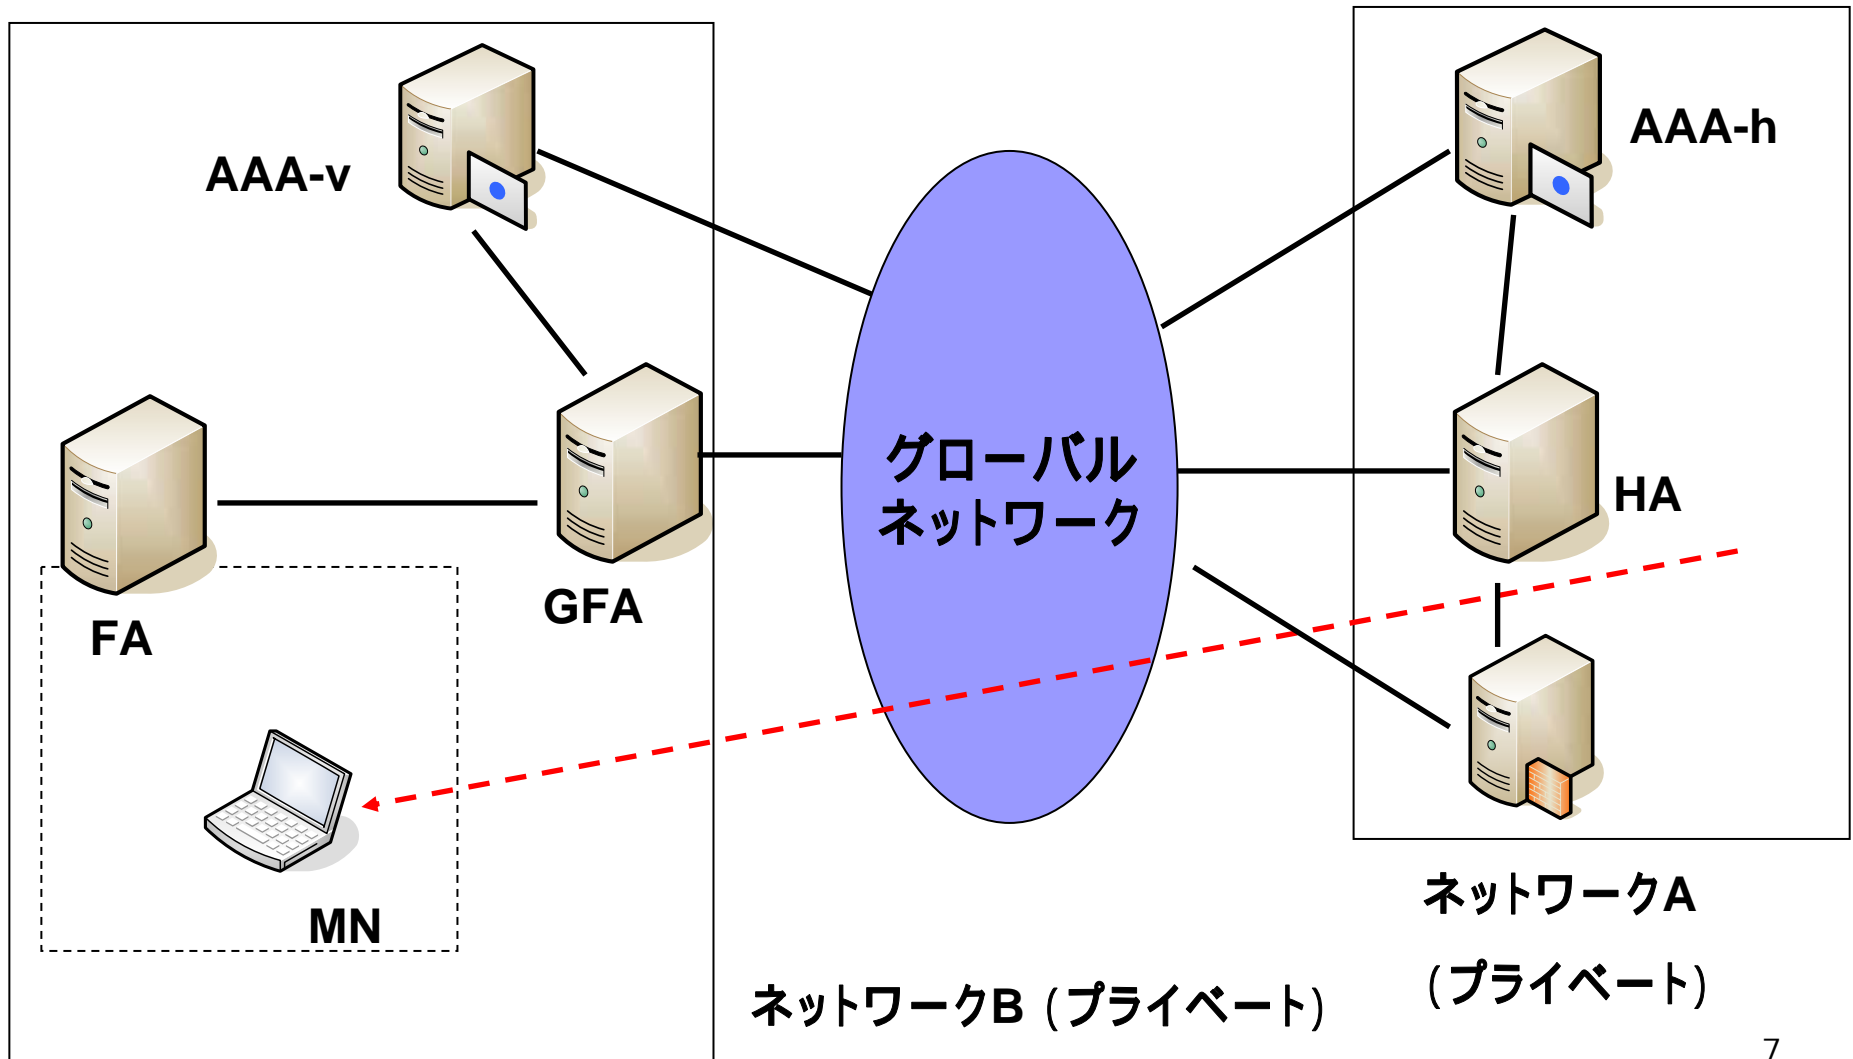 AAA-v
AAA-h
グローバル
ネットワーク
HA
GFA
FA
MN
ネットワークA
(プライベート)
ネットワークB (プライベート)
7